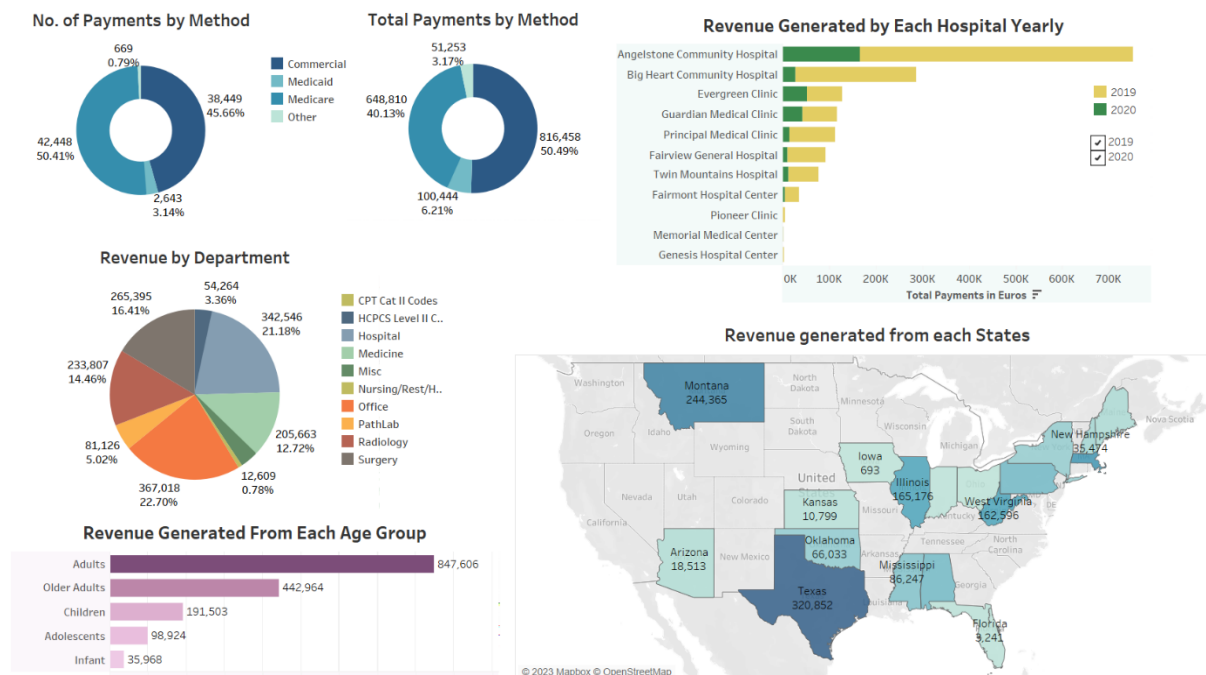 No. of Payments by Method
669
0.79%
38,449
45.66%
42,448
50.41%
2,643
3.14%
Commercial
Medicaid
Medicare
Other
Total Payments by Method
51,253
3.17%
648,810
40.13%
816,458
50.49%
100,444
6.21%
Revenue Generated by Each Hospital Yearly
Angelstone Community Hospital
Big Heart Community Hospital
Evergreen Clinic
Guardian Medical Clinic
Principal Medical Clinic
Fairview General Hospital
Twin Mountains Hospital
Fairmont Hospital Center
Pioneer Clinic
Memorial Medical Center
Genesis Hospital Center
0K 100K 200K 300K 400K 500K 600K 700K
Total Payments in Euros
2019
2020
2019
2020
Revenue by Department
54,264
3.36%
265,395
16.41%
342,546
21.18%
233,807
14.46%
205,663
12.72%
81,126
5.02%
12,609
0.78%
367,018
22.70%
CPT Cat II Codes
HCPCS Level II C..
Hospital
Medicine
Misc
Nursing/Rest/H..
Office
PathLab
Radiology
Surgery
Revenue Generated From Each Age Group
Adults 847,606
Older Adults 442,964
Children 191,503
Adolescents 98,924
Infant 35,968
Revenue generated from each States
Washington
Montana
244,365
North
Dakota
Minnesota
Oregon
Idaho
South
Dakota
Wisconsin
Michigan
Wyoming
Nova Scotia
New Hampshire
35,474
Iowa
693
Nevada
Utah
Colorado
United
States
Illinois
165,176
Kansas
10,799
Missouri
Kentucky
West Virginia
162,596
DE
California
Arizona
18,513
New Mexico
Oklahoma
66,033
Arkansas
Tennessee
North
Carolina
Mississippi
86,247
Georgia
Texas
320,852
Louisiana
Florida
3,241
© 2023 Mapbox © OpenStreetMap